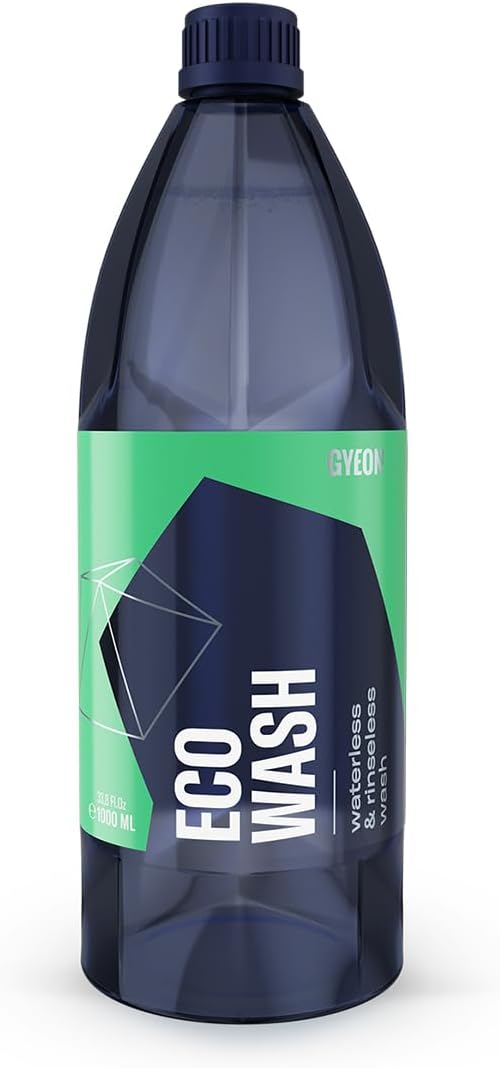 GYEON
ECO
WASH
waterless
& rinseless
wash
33,8 Fl.Oz
℮1000 ML